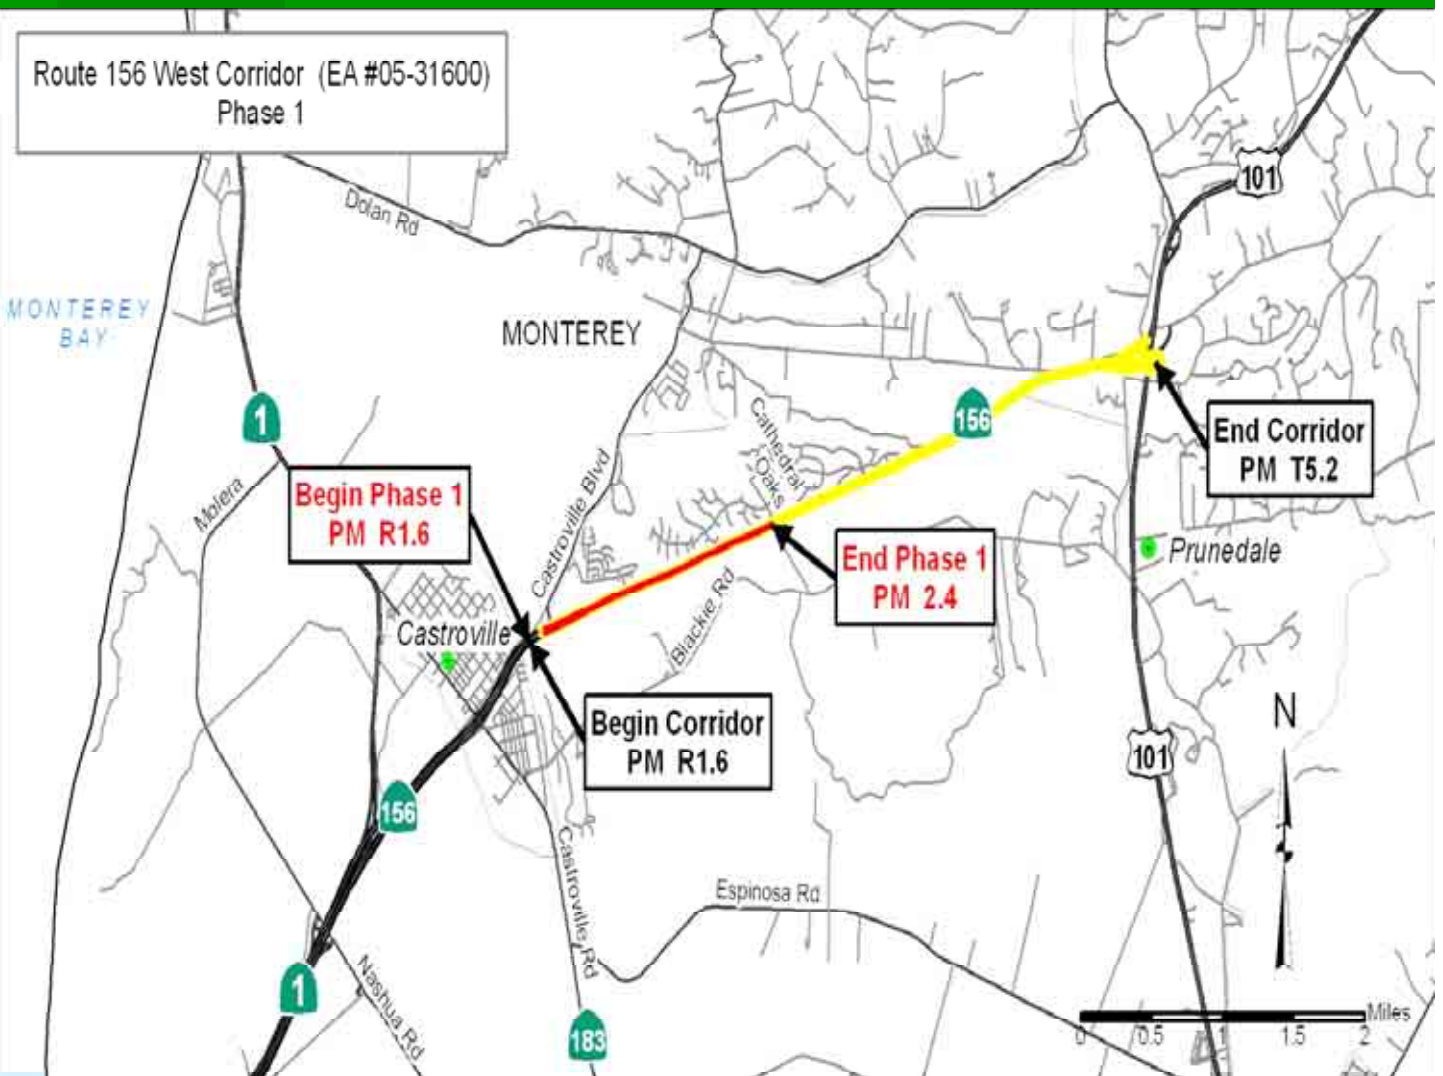 Route 156 West Corridor (EA #05-31600)
Phase 1
101
Dolan Rd
MONTEREY
BAY
MONTEREY
1
156
Cathedral
Oaks
End Corridor
PM T5.2
Molera
Begin Phase 1
PM R1.6
Castroville Blvd
End Phase 1
PM 2.4
Prunedale
Castroville
Blackie Rd
Begin Corridor
PM R1.6
N
101
156
Castroville Rd
Espinosa Rd
1
Nashua Rd
183
Miles
0 0.5 1 1.5 2